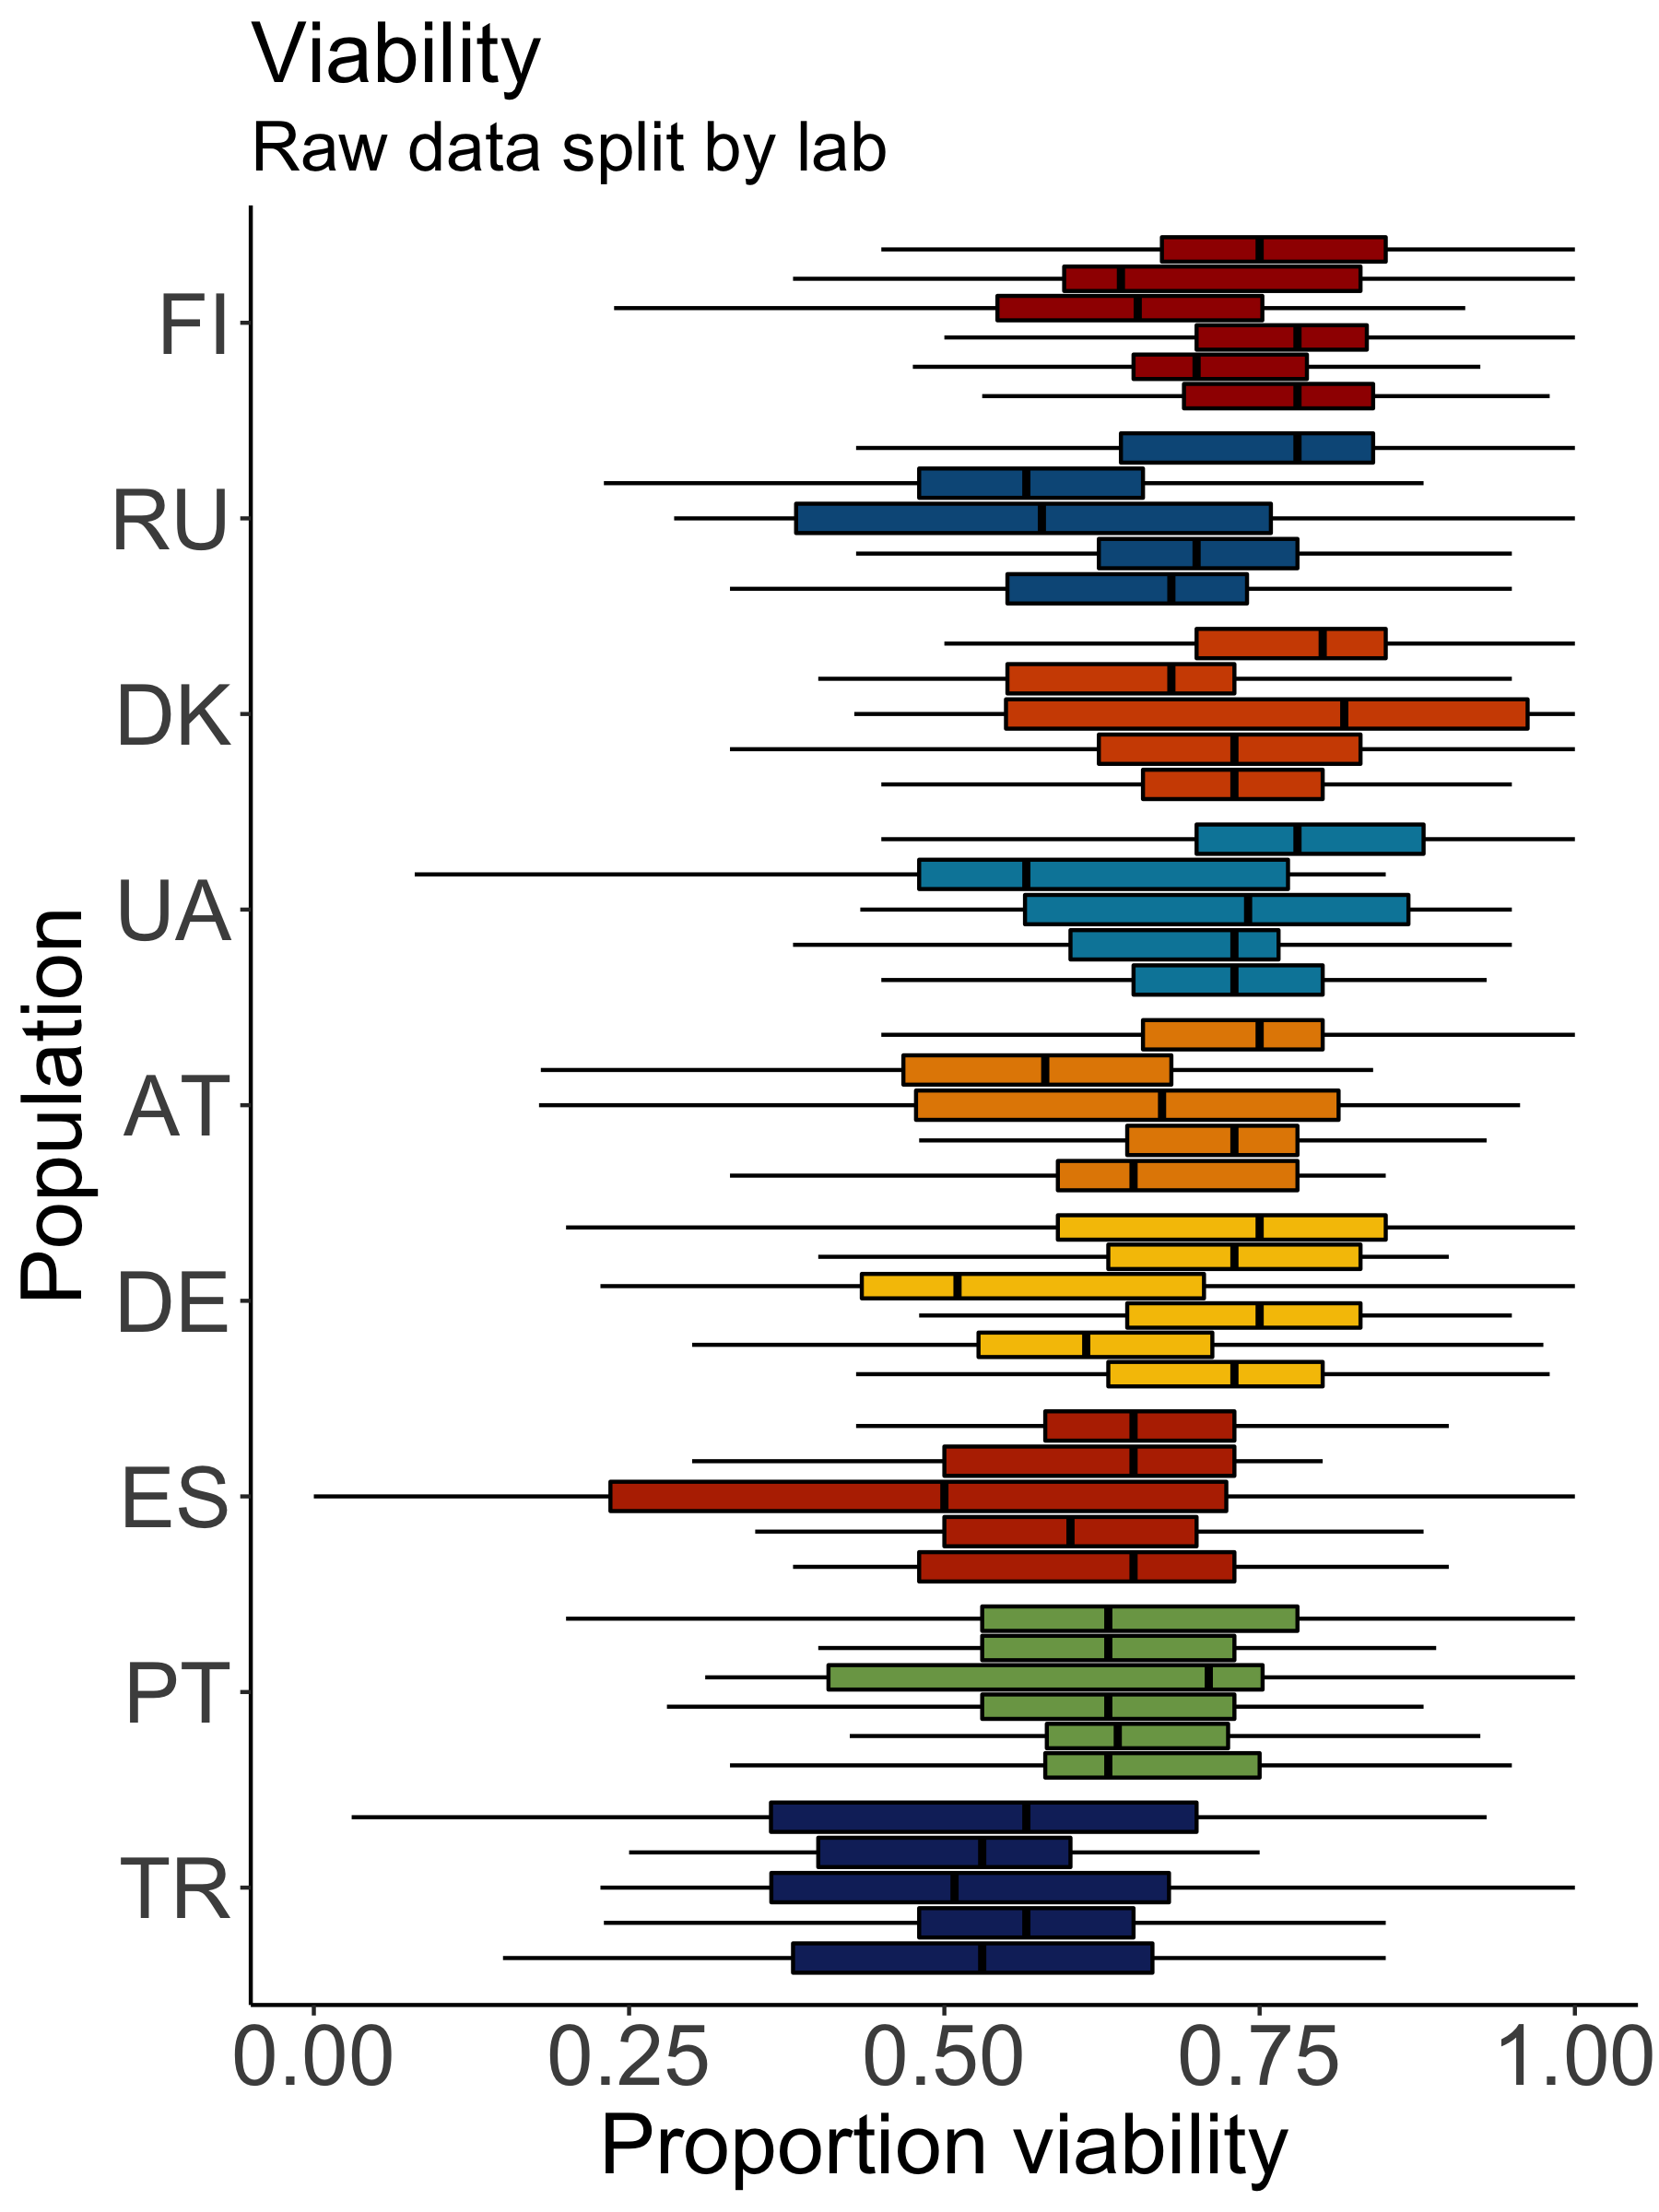 Viability
Raw data split by lab
Population
FI
RU
DK
UA
AT
DE
ES
PT
TR
0.00 0.25 0.50 0.75 1.00
Proportion viability